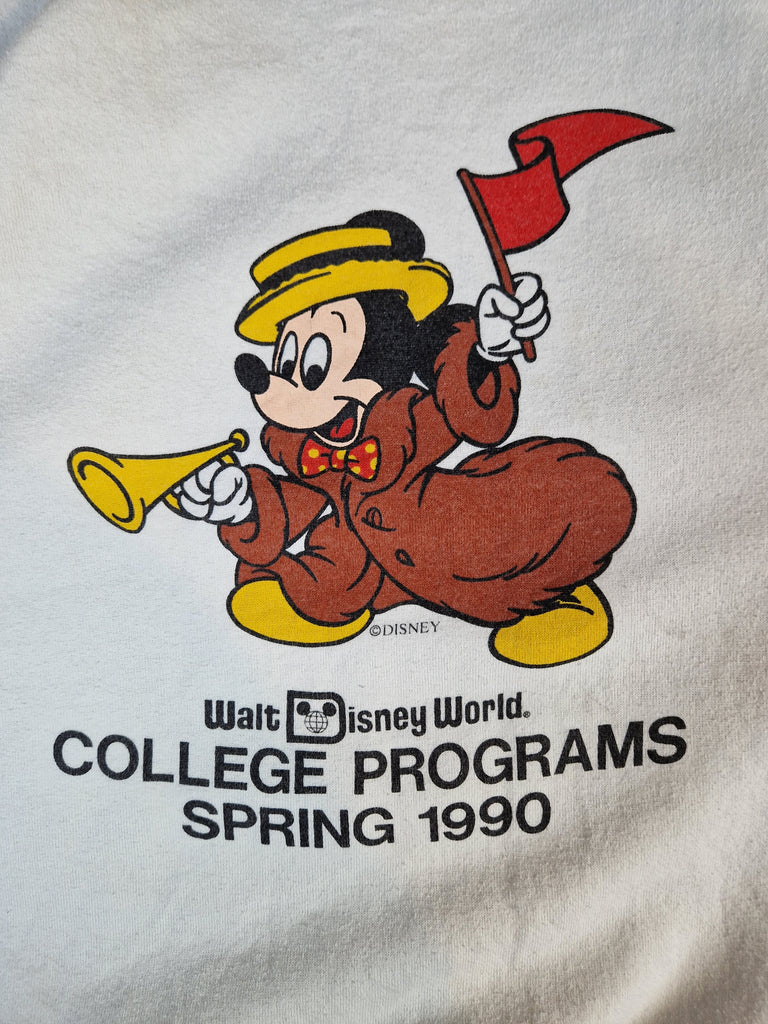 ©DISNEY
Walt Disney World®
COLLEGE PROGRAMS
SPRING 1990